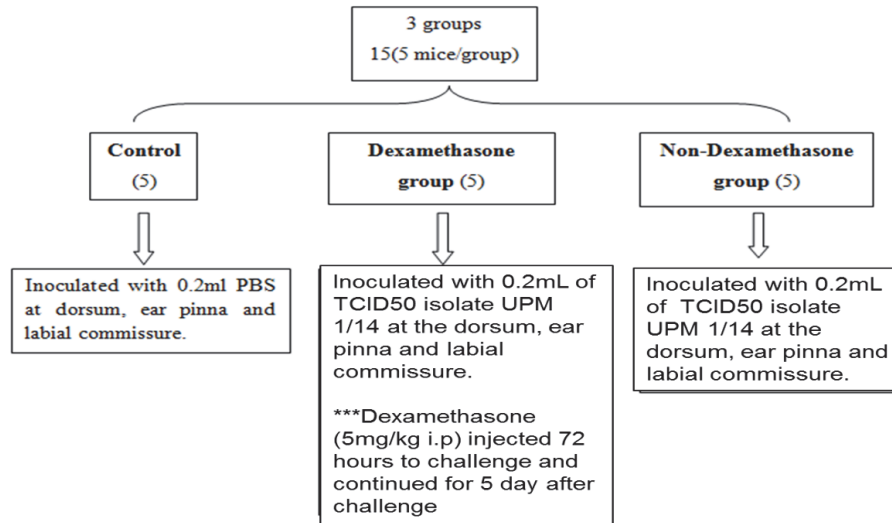 3 groups
15(5 mice/group)
Control
(5)
Dexamethasone
group (5)
Non-Dexamethasone
group (5)
Inoculated with 0.2ml PBS
at dorsum, ear pinna and
labial commissure.
Inoculated with 0.2mL of
TCID50 isolate UPM
1/14 at the dorsum, ear
pinna and labial
commissure.
***Dexamethasone
(5mg/kg i.p) injected 72
hours to challenge and
continued for 5 day after
challenge
Inoculated with 0.2mL
of TCID50 isolate
UPM 1/14 at the
dorsum, ear pinna and
labial commissure.